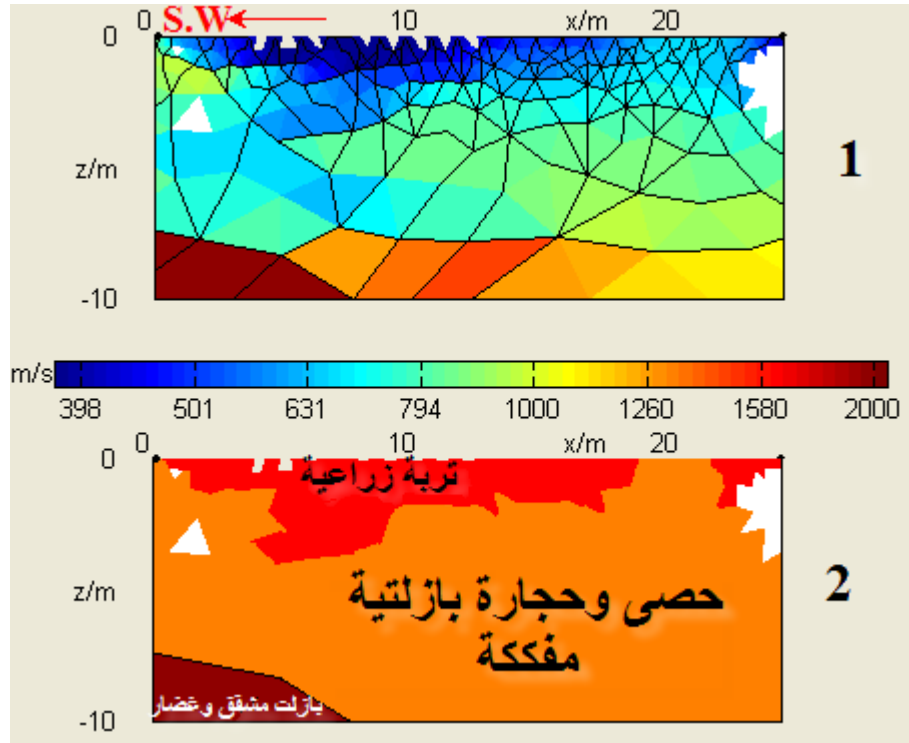 0 S.W 10 x/m 20
0
z/m
1
-10
m/s
398 501 631 794 1000 1260 1580 2000
0 10 x/m 20
0
تربة زراعية
z/m
حصى وحجارة بازلتية
مفككة
2
بازلت مشقق وغضار
-10